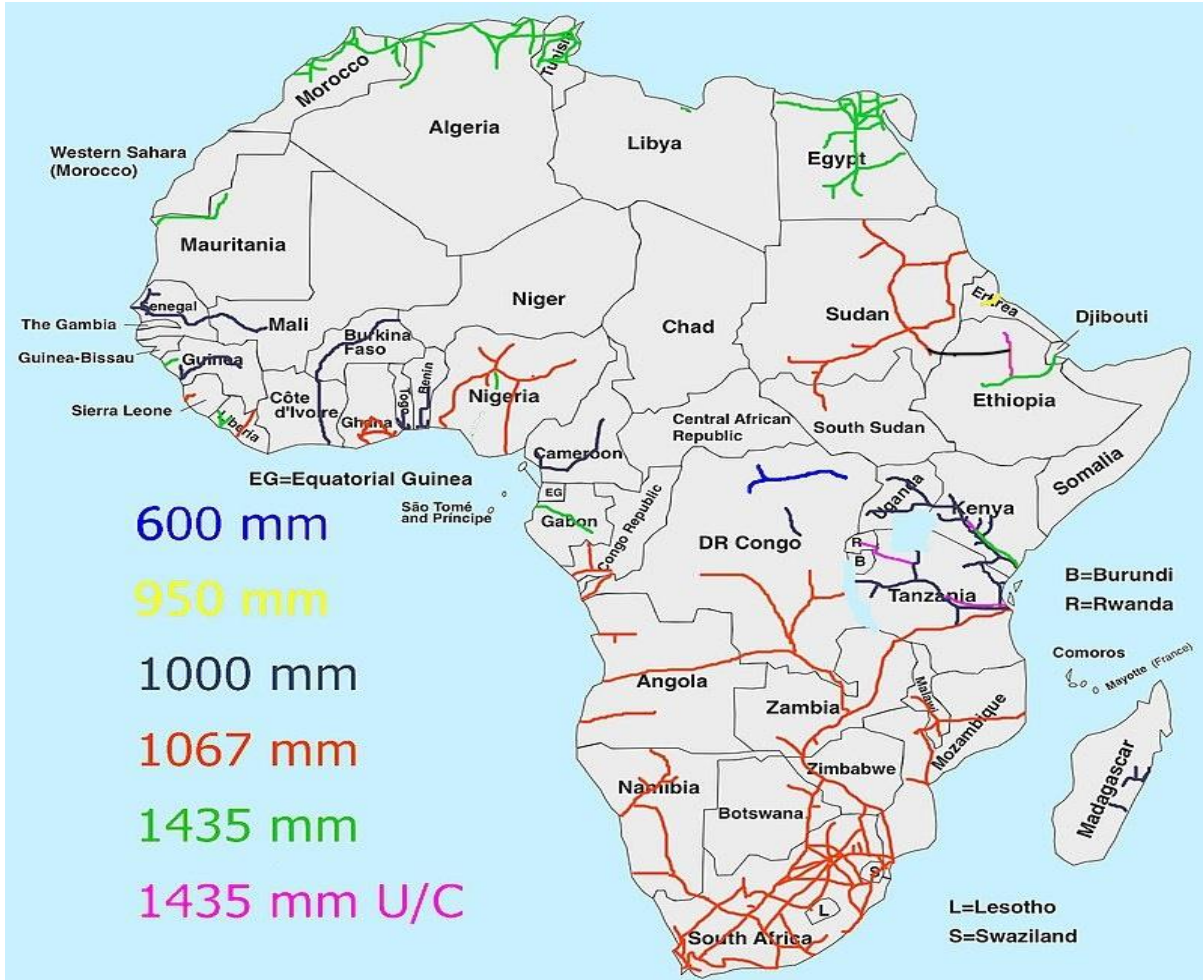 Morocco
Tunisia
Algeria
Libya
Egypt
Western Sahara
(Morocco)
Mauritania
Mali
Niger
Chad
Sudan
Eritrea
Djibouti
Senegal
The Gambia
Guinea-Bissau
Guinea
Sierra Leone
Liberia
Côte
d'Ivoire
Burkina
Faso
Ghana
Togo
Benin
Nigeria
Cameroon
Central African
Republic
South Sudan
Ethiopia
Somalia
EG=Equatorial Guinea
EG
São Tomé
and Príncipe
Gabon
Congo Republic
DR Congo
Uganda
Kenya
R
B
Tanzania
B=Burundi
R=Rwanda
Comoros
Mayotte (France)
600 mm
950 mm
1000 mm
1067 mm
1435 mm
1435 mm U/C
Angola
Zambia
Malawi
Mozambique
Zimbabwe
Madagascar
Namibia
Botswana
S
L
South Africa
L=Lesotho
S=Swaziland